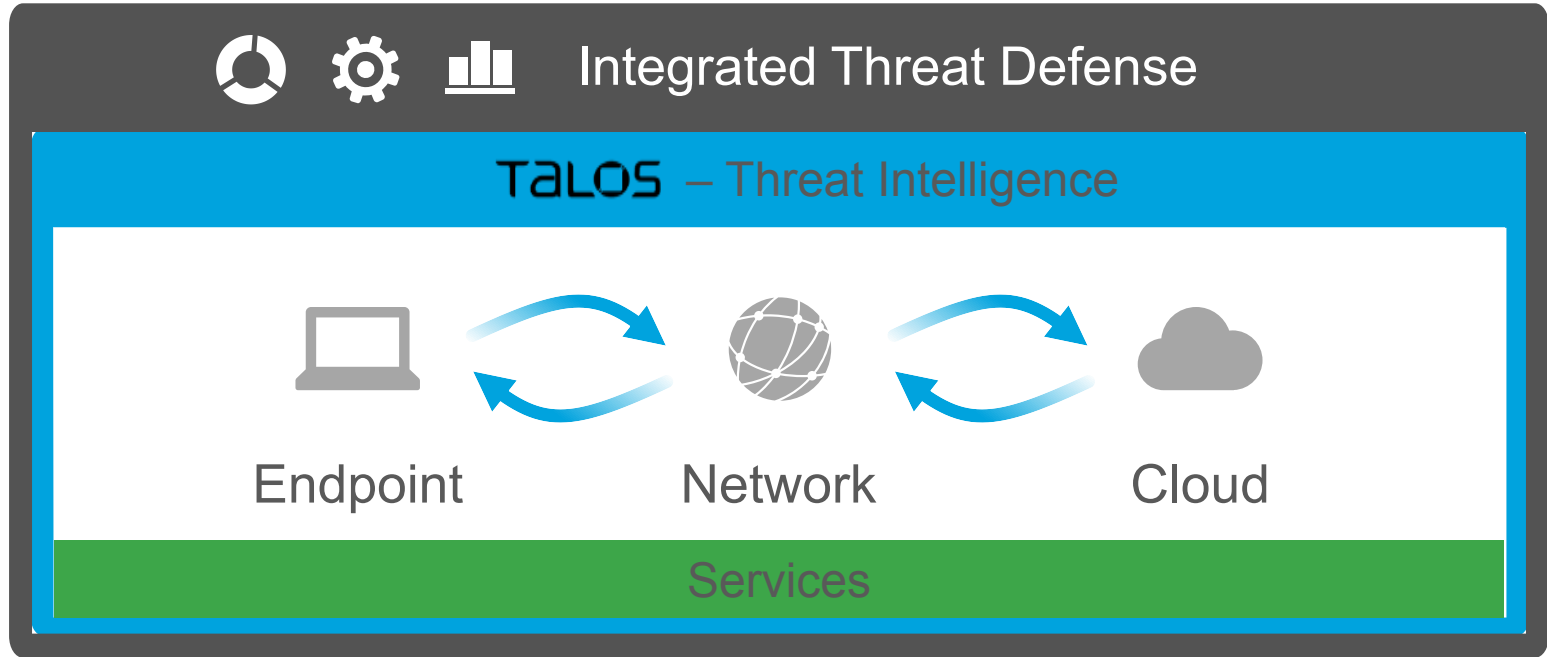 Integrated Threat Defense
TALOS – Threat Intelligence
Endpoint Network Cloud
Services